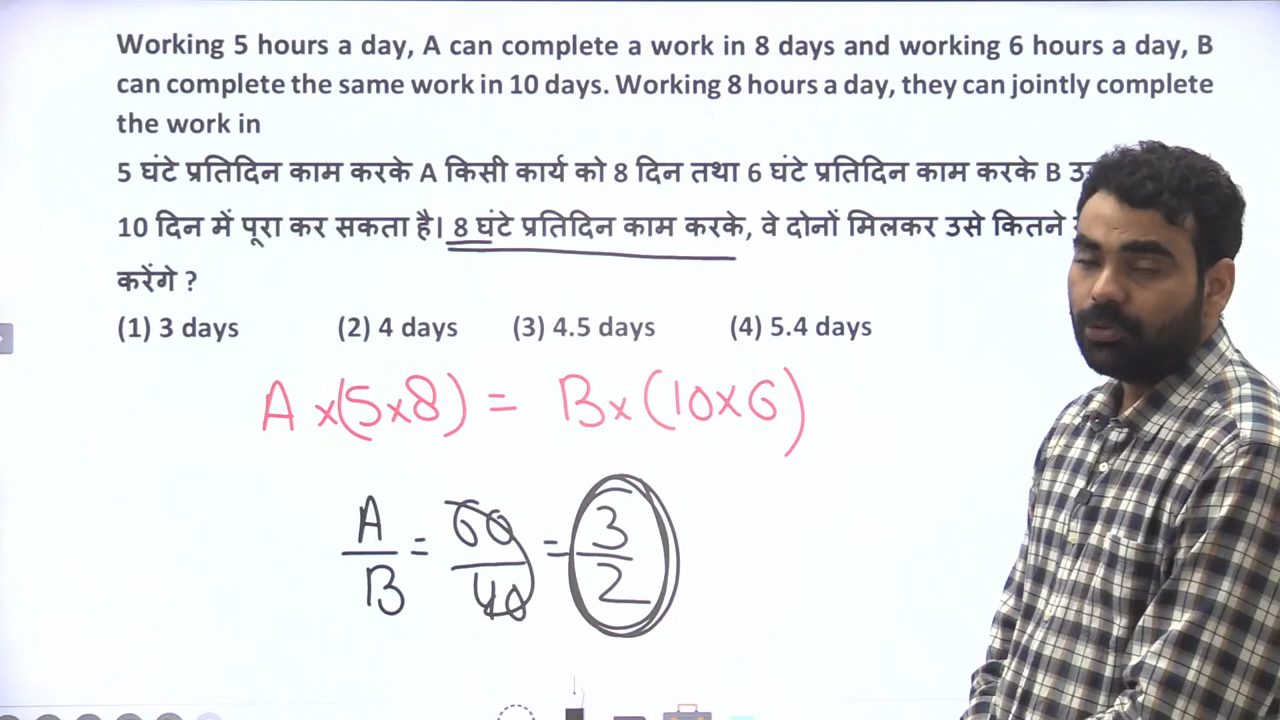 Working 5 hours a day, A can complete a work in 8 days and working 6 hours a day, B
can complete the same work in 10 days. Working 8 hours a day, they can jointly complete
the work in
5 घंटे प्रतिदिन काम करके A किसी कार्य को 8 दिन तथा 6 घंटे प्रतिदिन काम करके B
10 दिन में पूरा कर सकता है। 8 घंटे प्रतिदिन काम करके, वे दोनों मिलकर उसे कितने
करेंगे ?
(1) 3 days (2) 4 days (3) 4.5 days (4) 5.4 days
A x (5x8) = B x (10x6)
A/B = 60/40 = 3/2